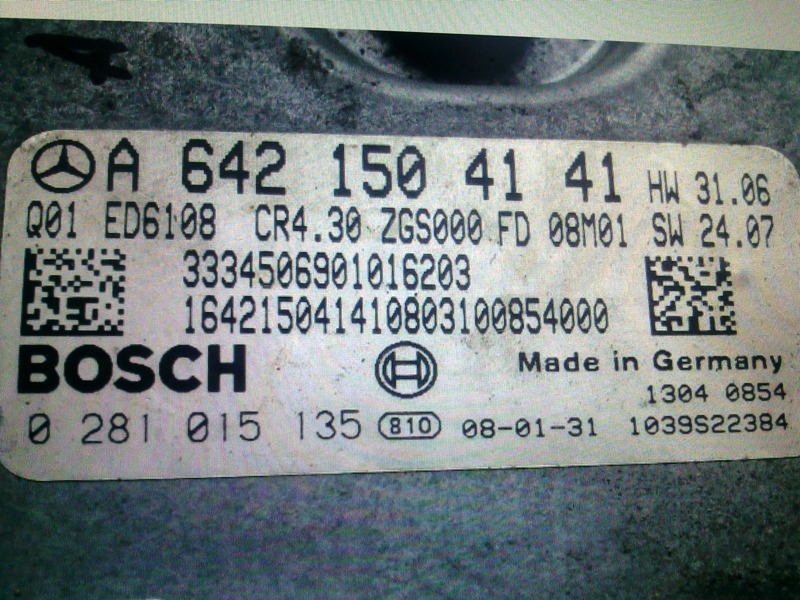 A 642 150 41 41 HW 31.06
Q01 ED6108 CR4.30 ZGS000 FD 08M01 SW 24.07
3334506901016203
164215041410803100854000
BOSCH Made in Germany
1304 0854
0 281 015 135 810 08-01-31 1039S22384